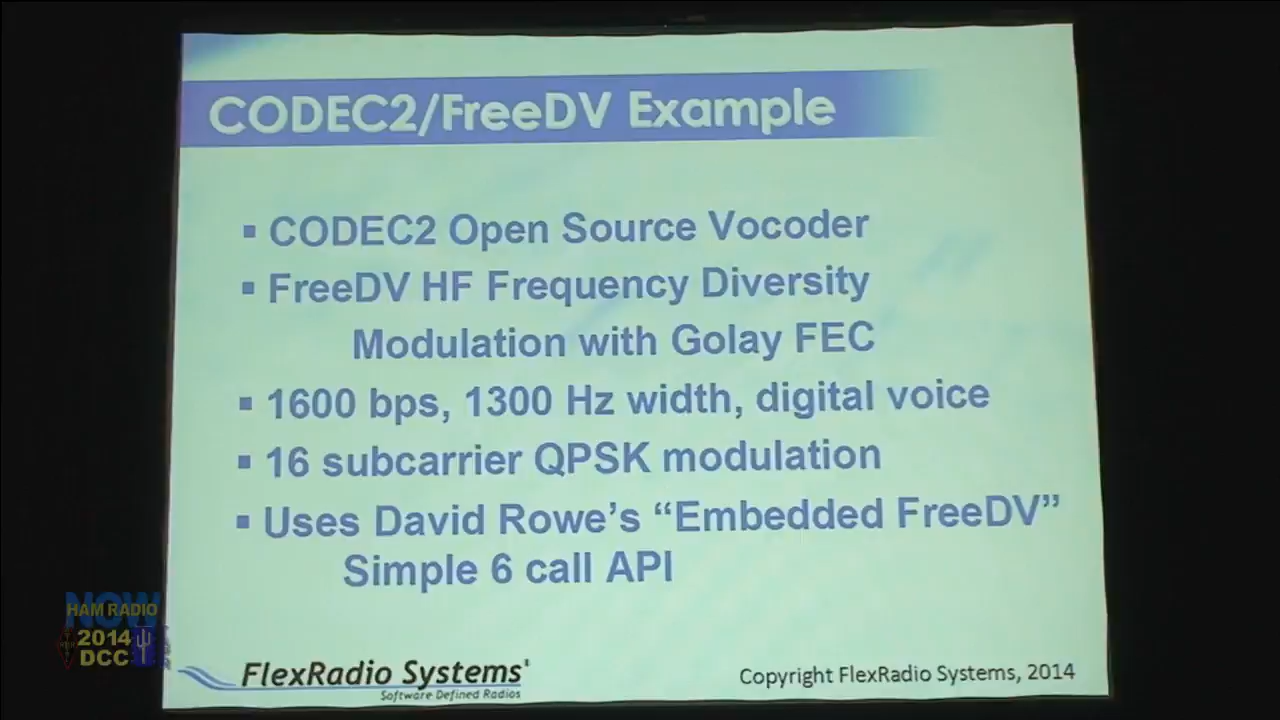 CODEC2/FreeDV Example
▪ CODEC2 Open Source Vocoder
▪ FreeDV HF Frequency Diversity
Modulation with Golay FEC
▪ 1600 bps, 1300 Hz width, digital voice
▪ 16 subcarrier QPSK modulation
▪ Uses David Rowe’s “Embedded FreeDV”
Simple 6 call API
NOW
HAM RADIO
2014
DCC
FlexRadio Systems'
Software Defined Radios
Copyright FlexRadio Systems, 2014